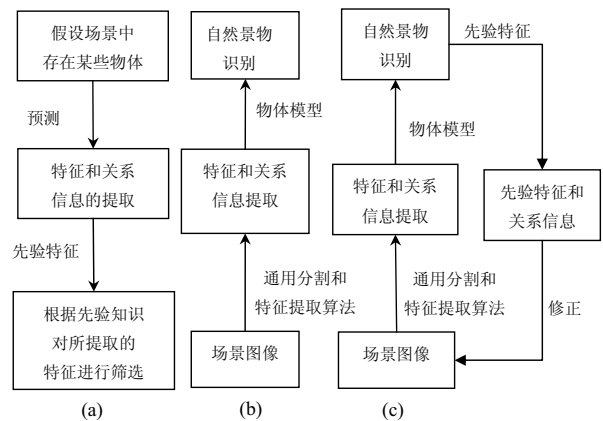 假设场景中
存在某些物体
预测
特征和关系
信息的提取
先验特征
根据先验知识
对所提取的
特征进行筛选
(a)
自然景物
识别
物体模型
特征和关系
信息提取
通用分割和
特征提取算法
场景图像
(b)
自然景物
识别
先验特征
物体模型
特征和关系
信息提取
先验特征和
关系信息
通用分割和
特征提取算法
修正
场景图像
(c)